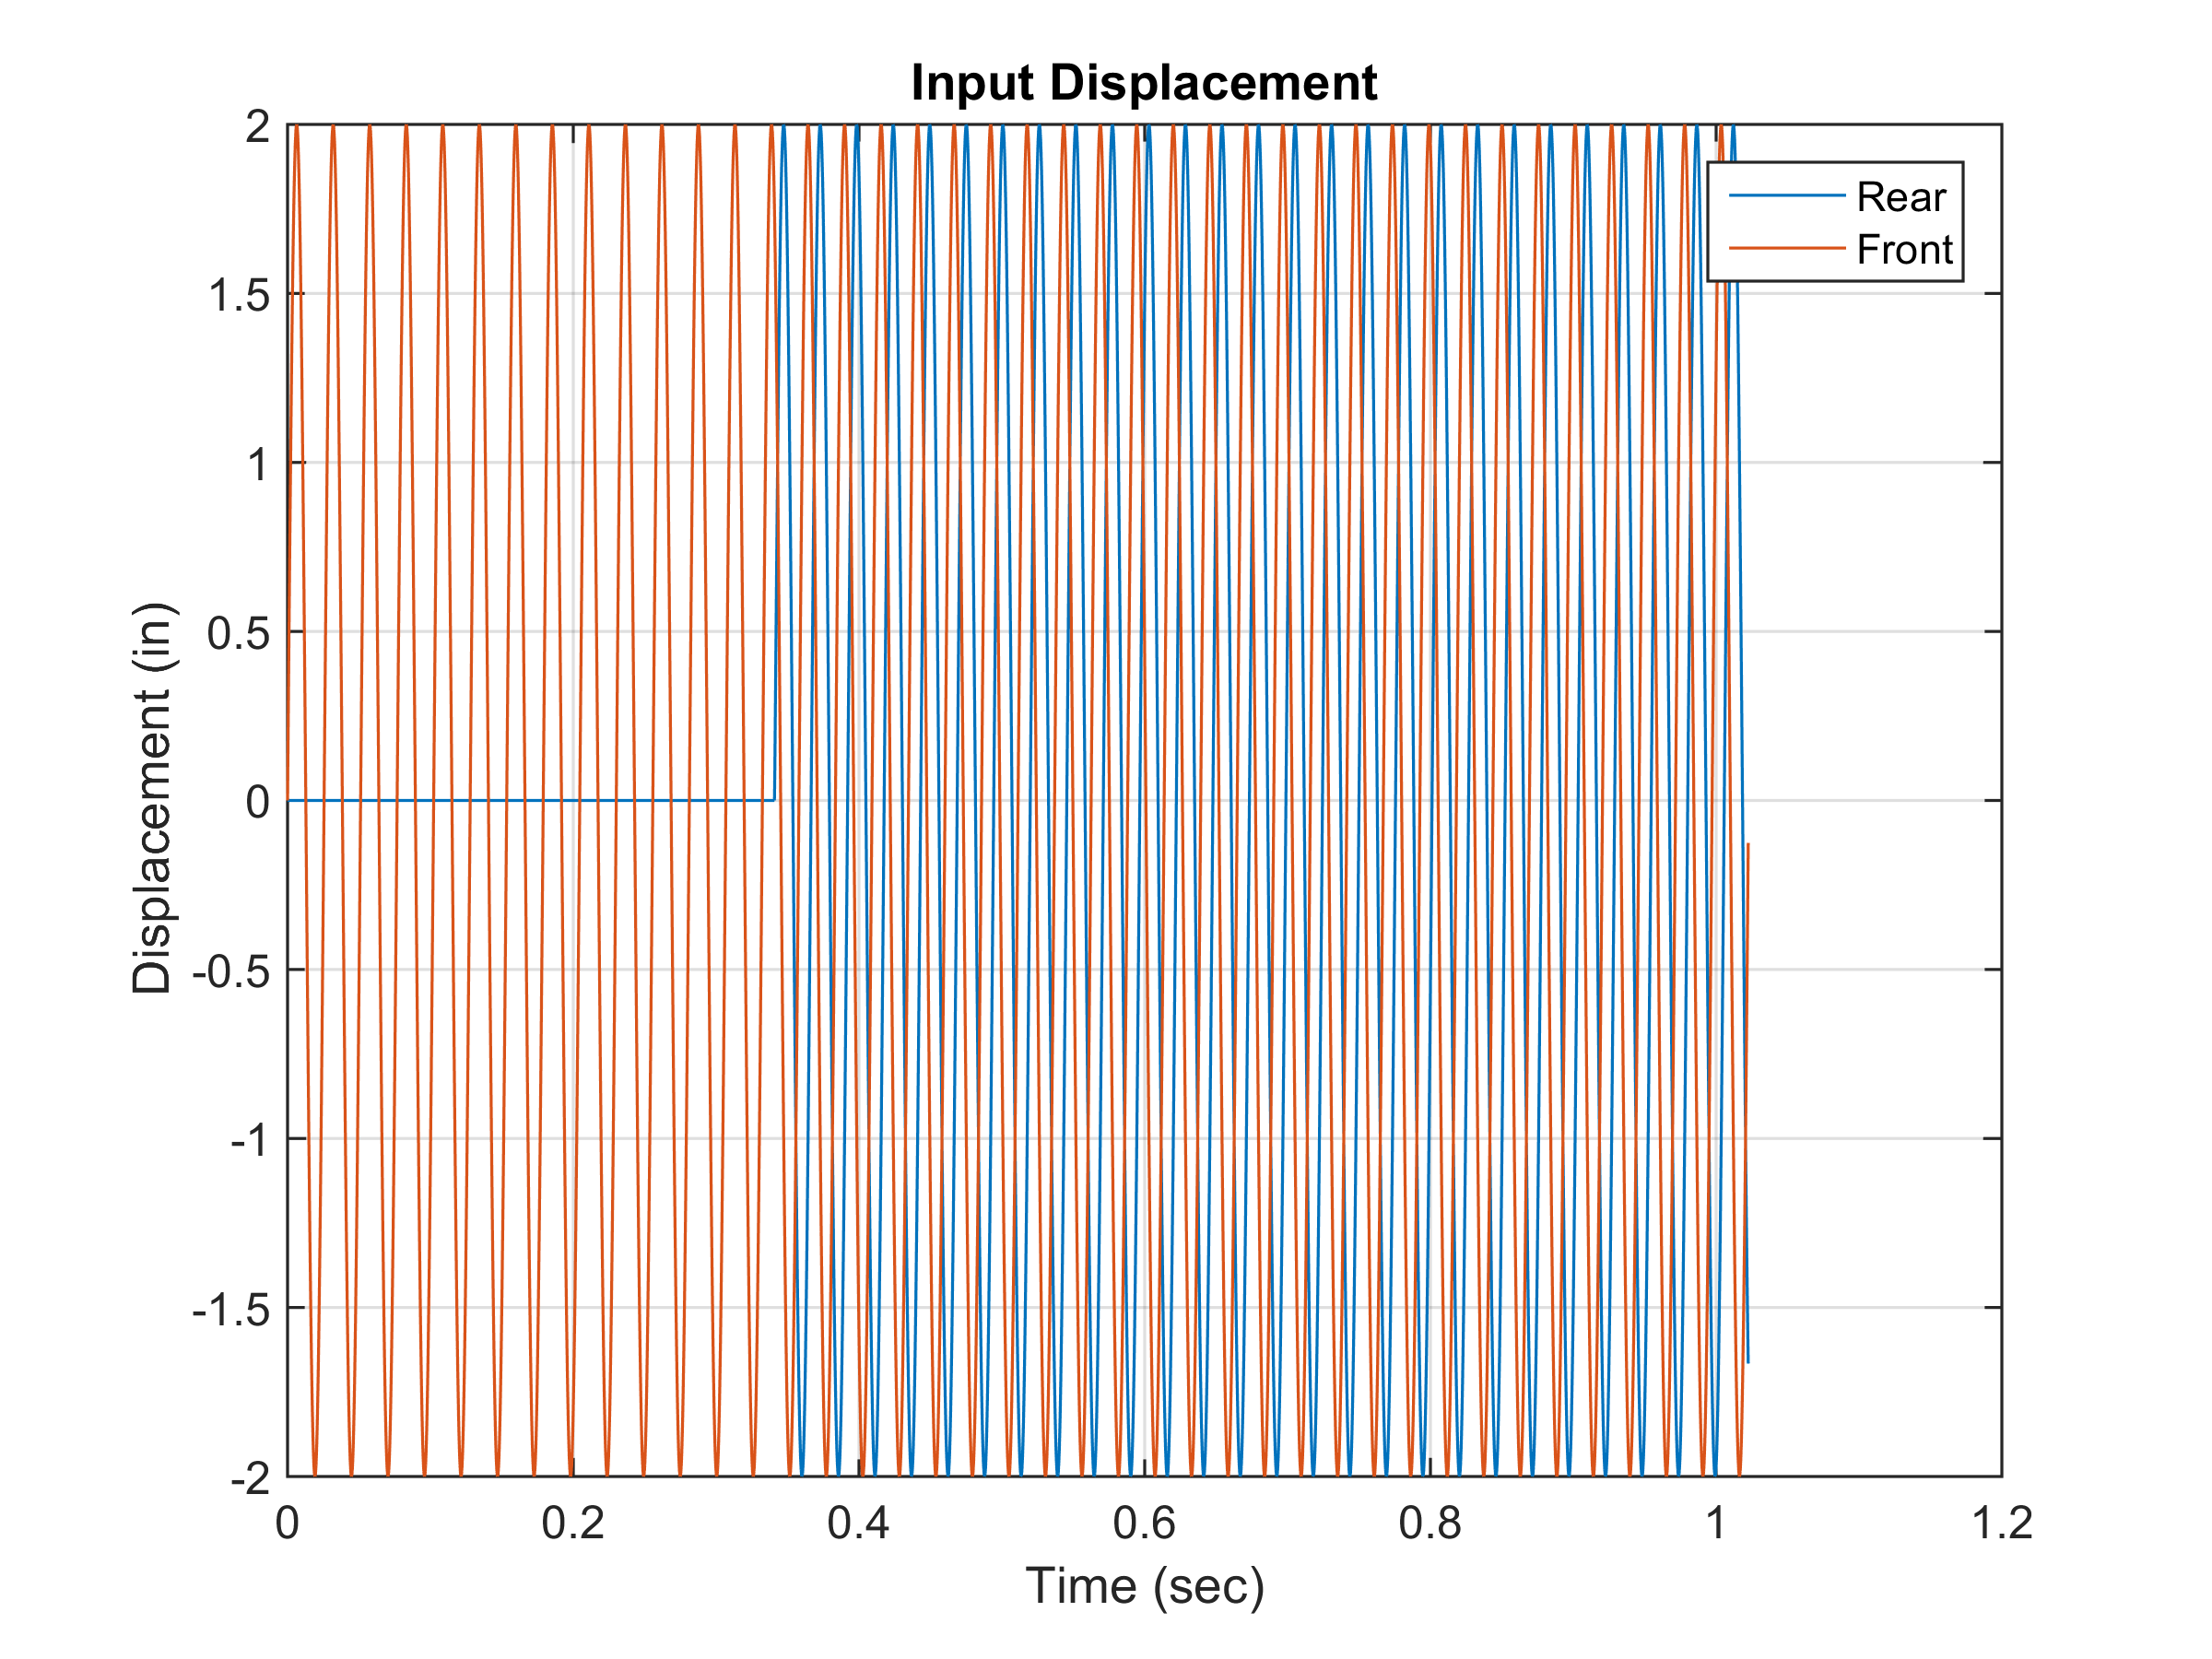 Input Displacement
2
1.5
1
0.5
0
-0.5
-1
-1.5
-2
Displacement (in)
Rear
Front
0 0.2 0.4 0.6 0.8 1 1.2
Time (sec)